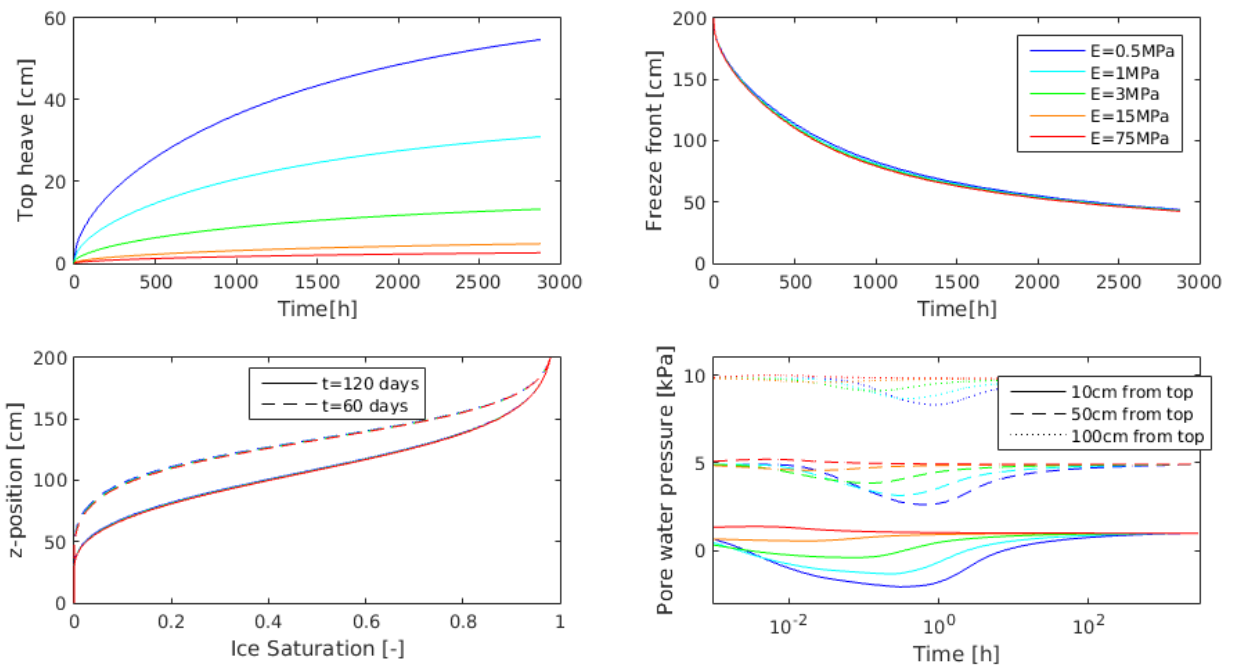 60
40
20
0
Top heave [cm]
0 500 1000 1500 2000 2500 3000
Time[h]
200
150
100
50
0
Freeze front [cm]
E=0.5MPa
E=1MPa
E=3MPa
E=15MPa
E=75MPa
0 500 1000 1500 2000 2500 3000
Time[h]
200
150
100
50
0
z-position [cm]
t=120 days
t=60 days
0 0.2 0.4 0.6 0.8 1
Ice Saturation [-]
10
5
0
Pore water pressure [kPa]
10cm from top
50cm from top
100cm from top
10⁻² 10⁰ 10²
Time [h]